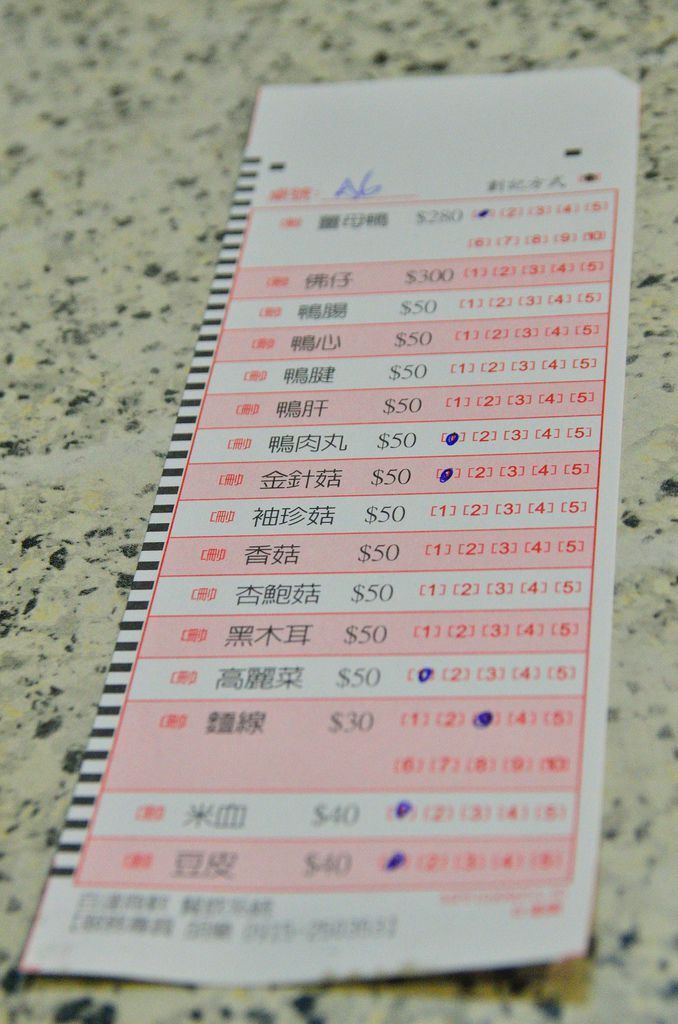 桌號: A6 劃記方式
[刪] 薑母鴨 $280 [2] [3] [4] [5]
[6] [7] [8] [9] [10]
[刪] 佛仔 $300 [1] [2] [3] [4] [5]
[刪] 鴨腸 $50 [1] [2] [3] [4] [5]
[刪] 鴨心 $50 [1] [2] [3] [4] [5]
[刪] 鴨腱 $50 [1] [2] [3] [4] [5]
[刪] 鴨肝 $50 [1] [2] [3] [4] [5]
[刪] 鴨肉丸 $50 [2] [3] [4] [5]
[刪] 金針菇 $50 [2] [3] [4] [5]
[刪] 袖珍菇 $50 [1] [2] [3] [4] [5]
[刪] 香菇 $50 [1] [2] [3] [4] [5]
[刪] 杏鮑菇 $50 [1] [2] [3] [4] [5]
[刪] 黑木耳 $50 [1] [2] [3] [4] [5]
[刪] 高麗菜 $50 [2] [3] [4] [5]
[刪] 麵線 $30 [1] [2] [4] [5]
[6] [7] [8] [9] [10]
[刪] 米血 $40 [2] [3] [4] [5]
[刪] 豆皮 $40 [2] [3] [4] [5]